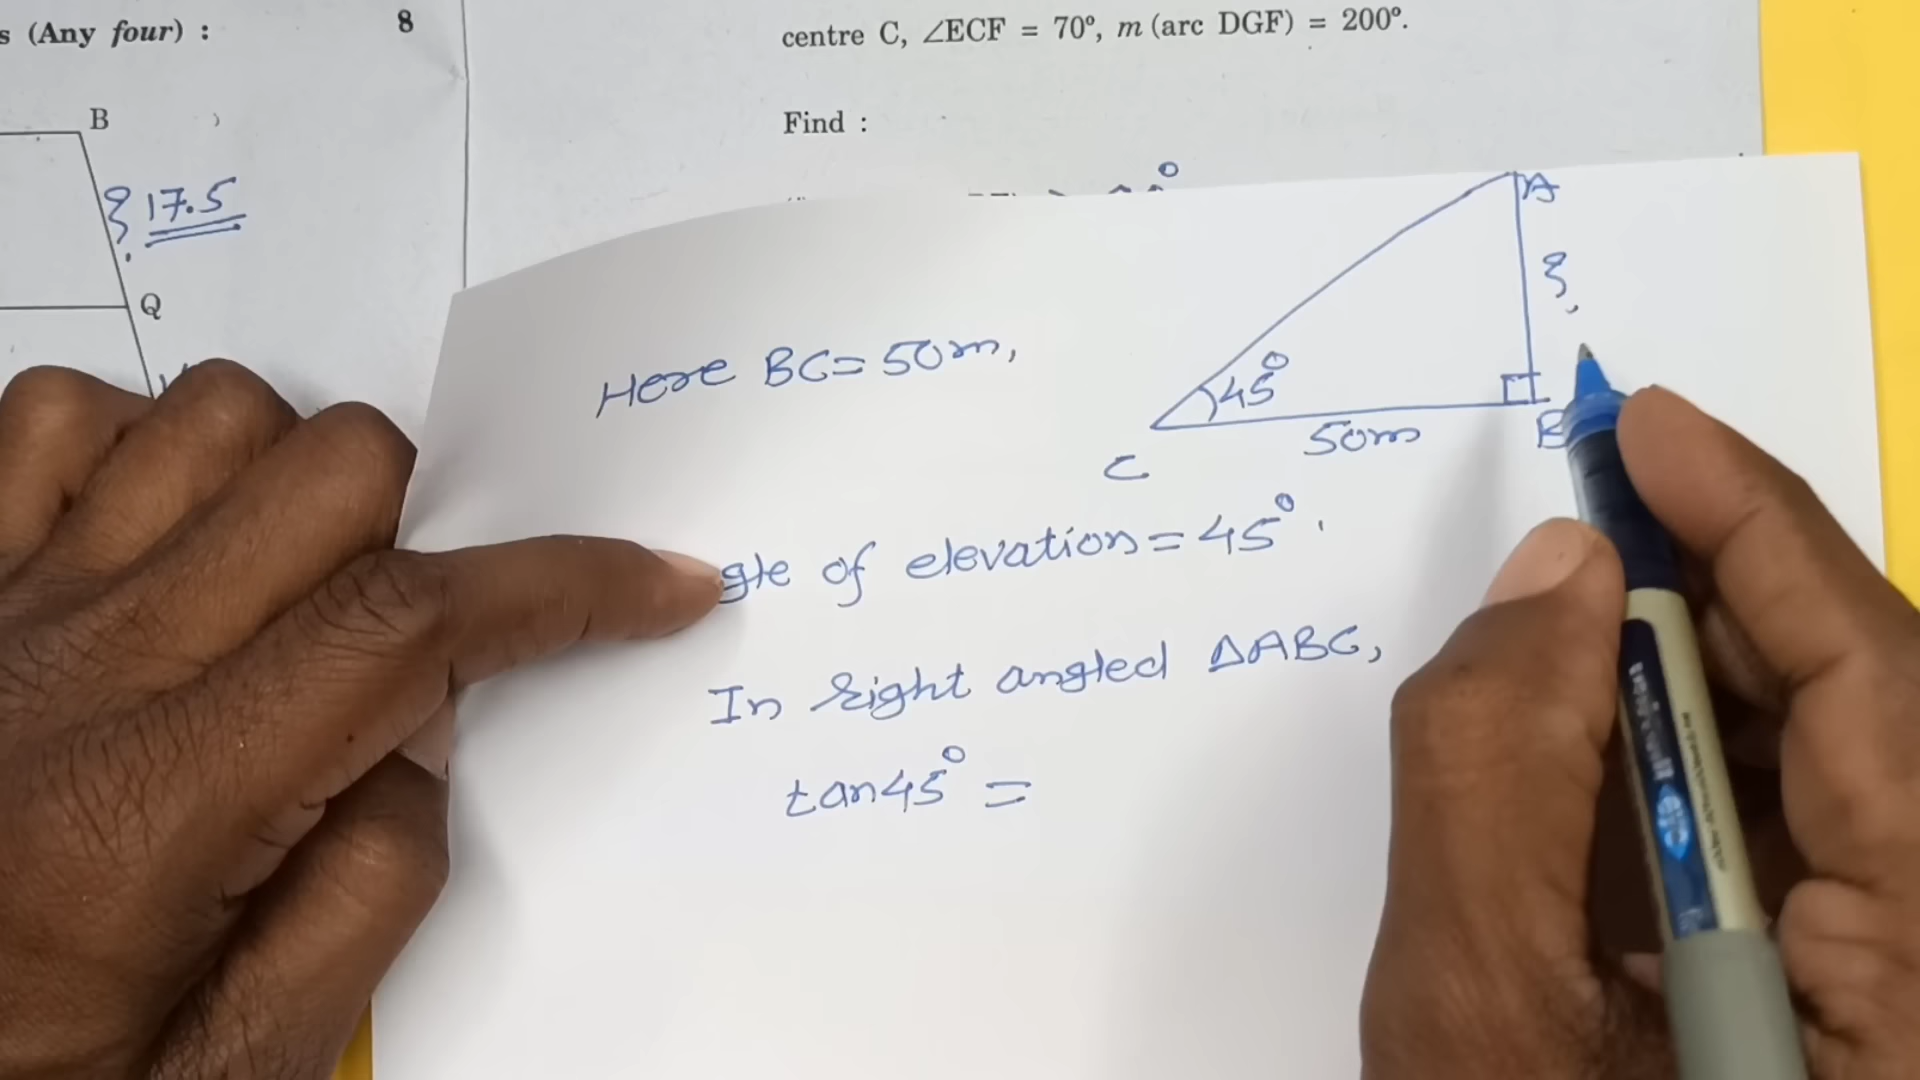 s (Any four) :
8
centre C, ∠ECF = 70°, m (arc DGF) = 200°.
Find :
B
17.5
Q
A
Here BC = 50m,
45°
50m
B
C
gle of elevation = 45°.
In right angled ΔABC,
tan45° =